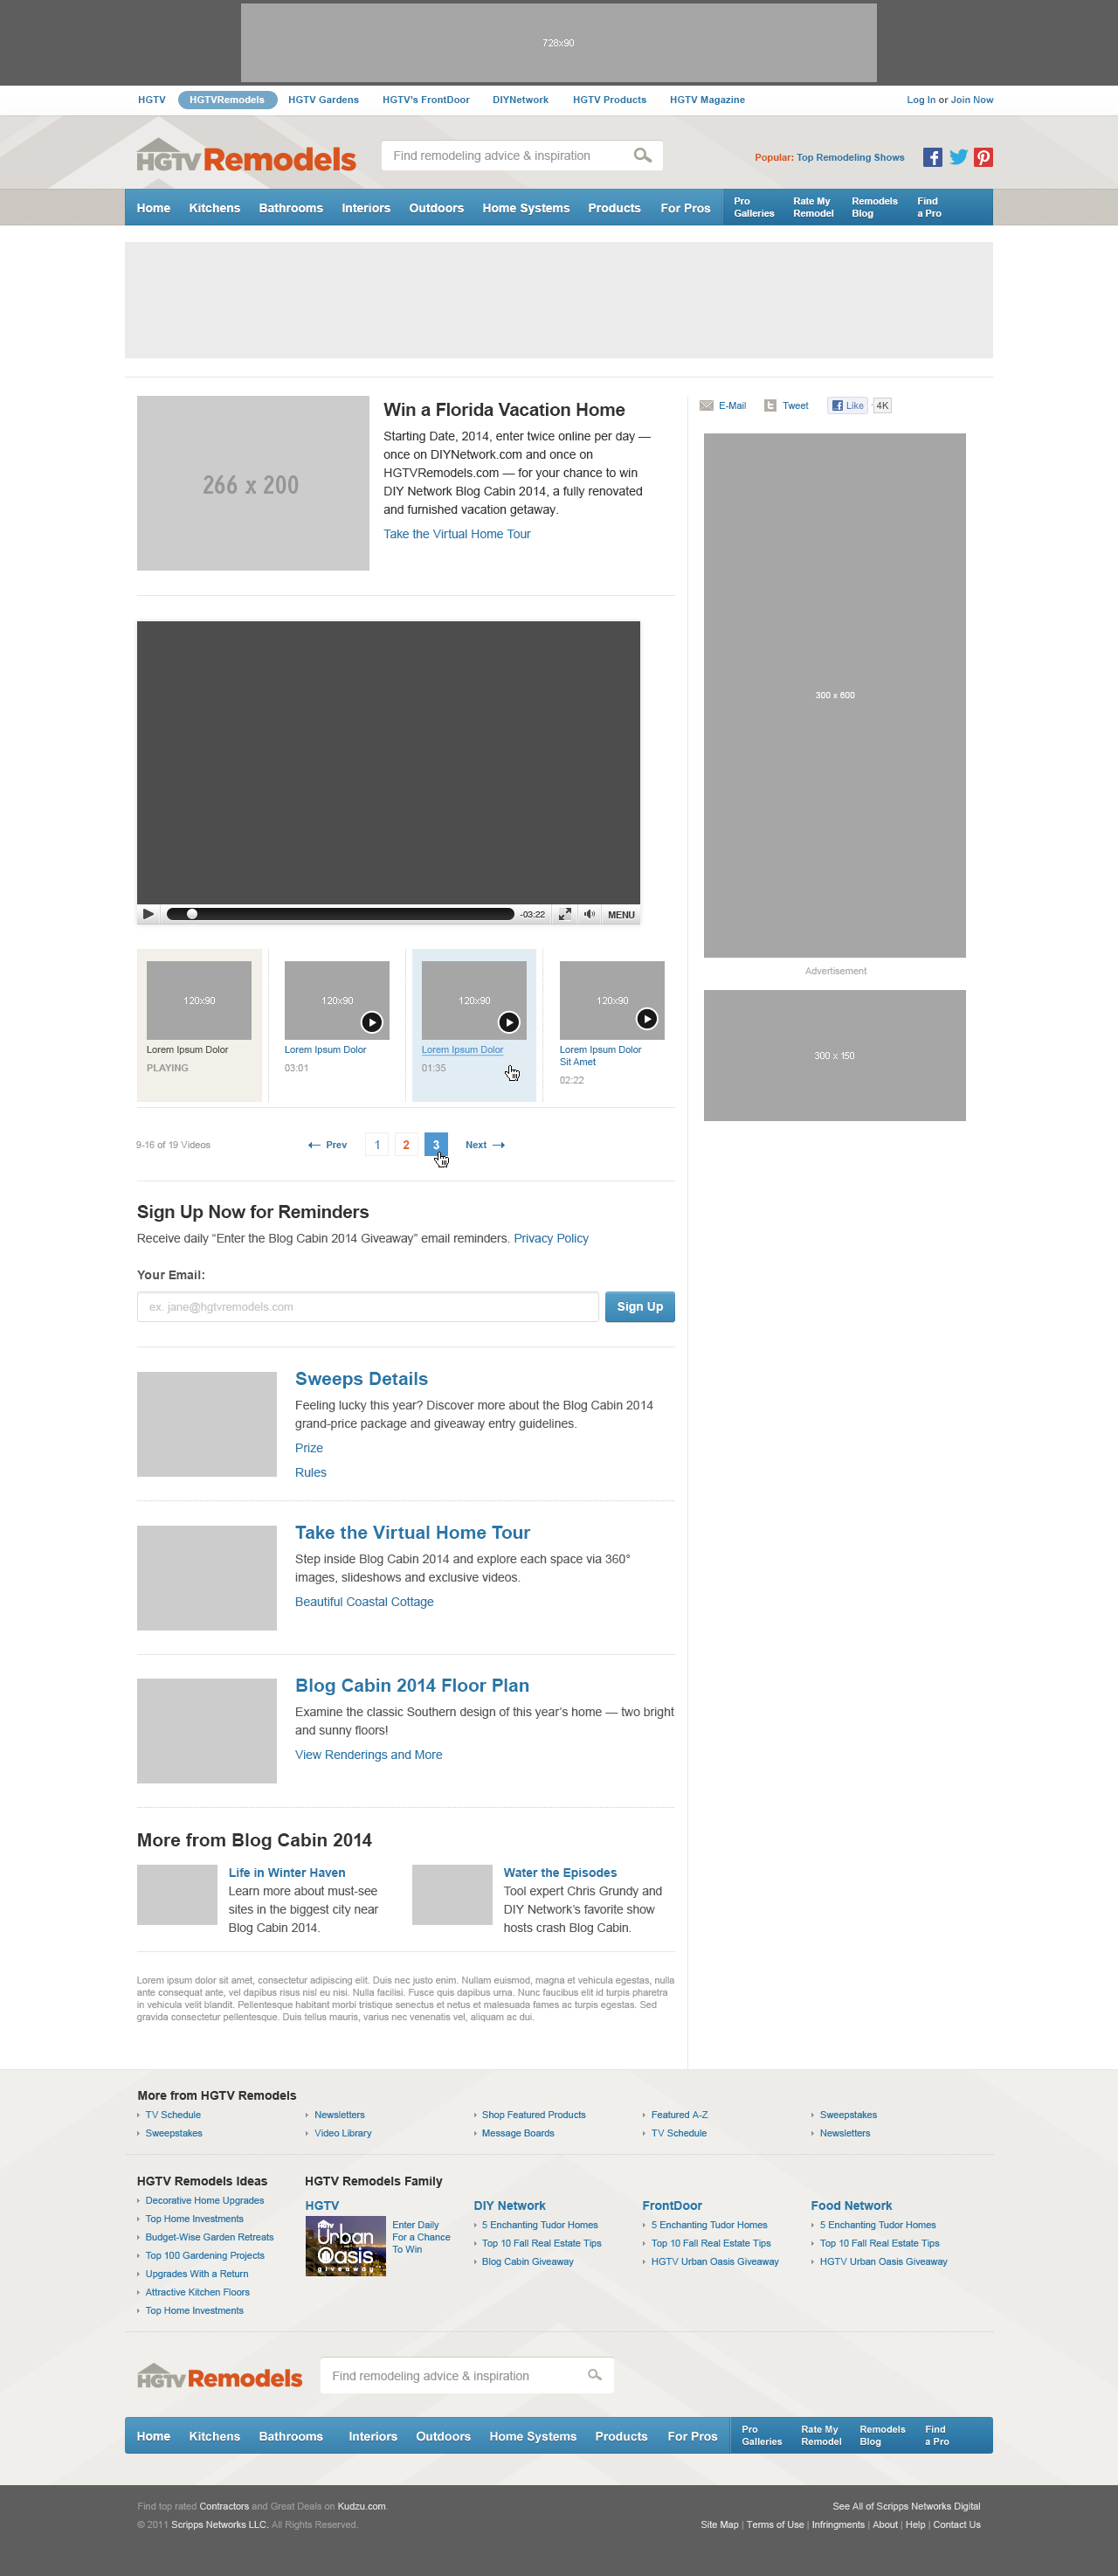 728x90
HGTV HGTVRemodels HGTV Gardens HGTV's FrontDoor DIYNetwork HGTV Products HGTV Magazine Log In or Join Now
HGTV Remodels
Find remodeling advice & inspiration
Popular: Top Remodeling Shows
Home Kitchens Bathrooms Interiors Outdoors Home Systems Products For Pros
Pro Galleries
Rate My Remodel
Remodels Blog
Find a Pro
266 x 200
Win a Florida Vacation Home
Starting Date, 2014, enter twice online per day —
once on DIYNetwork.com and once on
HGTVRemodels.com — for your chance to win
DIY Network Blog Cabin 2014, a fully renovated
and furnished vacation getaway.
Take the Virtual Home Tour
E-Mail Tweet Like 4K
300 x 600
Advertisement
300 x 150
-03:22 MENU
120x90
Lorem Ipsum Dolor
PLAYING
120x90
Lorem Ipsum Dolor
03:01
120x90
Lorem Ipsum Dolor
01:35
120x90
Lorem Ipsum Dolor
Sit Amet
02:22
9-16 of 19 Videos
Prev 1 2 3 Next
Sign Up Now for Reminders
Receive daily “Enter the Blog Cabin 2014 Giveaway” email reminders. Privacy Policy
Your Email:
ex. jane@hgtvremodels.com
Sign Up
Sweeps Details
Feeling lucky this year? Discover more about the Blog Cabin 2014
grand-price package and giveaway entry guidelines.
Prize
Rules
Take the Virtual Home Tour
Step inside Blog Cabin 2014 and explore each space via 360°
images, slideshows and exclusive videos.
Beautiful Coastal Cottage
Blog Cabin 2014 Floor Plan
Examine the classic Southern design of this year’s home — two bright
and sunny floors!
View Renderings and More
More from Blog Cabin 2014
Life in Winter Haven
Learn more about must-see
sites in the biggest city near
Blog Cabin 2014.
Water the Episodes
Tool expert Chris Grundy and
DIY Network’s favorite show
hosts crash Blog Cabin.
Lorem ipsum dolor sit amet, consectetur adipiscing elit. Duis nec justo enim. Nullam euismod, magna et vehicula egestas, nulla
ante consequat ante, vel dapibus risus nisl eu nisi. Nulla facilisi. Fusce quis dapibus urna. Nunc faucibus elit id turpis pharetra
in vehicula velit blandit. Pellentesque habitant morbi tristique senectus et netus et malesuada fames ac turpis egestas. Sed
gravida consectetur pellentesque. Duis tellus mauris, varius nec venenatis vel, aliquam ac dui.
More from HGTV Remodels
TV Schedule
Sweepstakes
Newsletters
Video Library
Shop Featured Products
Message Boards
Featured A-Z
TV Schedule
Sweepstakes
Newsletters
HGTV Remodels Ideas
Decorative Home Upgrades
Top Home Investments
Budget-Wise Garden Retreats
Top 100 Gardening Projects
Upgrades With a Return
Attractive Kitchen Floors
Top Home Investments
HGTV Remodels Family
HGTV
HGTV
Urban
Oasis
giveaway
Enter Daily
For a Chance
To Win
DIY Network
5 Enchanting Tudor Homes
Top 10 Fall Real Estate Tips
Blog Cabin Giveaway
FrontDoor
5 Enchanting Tudor Homes
Top 10 Fall Real Estate Tips
HGTV Urban Oasis Giveaway
Food Network
5 Enchanting Tudor Homes
Top 10 Fall Real Estate Tips
HGTV Urban Oasis Giveaway
HGTV Remodels
Find remodeling advice & inspiration
Home Kitchens Bathrooms Interiors Outdoors Home Systems Products For Pros
Pro Galleries
Rate My Remodel
Remodels Blog
Find a Pro
Find top rated Contractors and Great Deals on Kudzu.com.
© 2011 Scripps Networks LLC. All Rights Reserved.
See All of Scripps Networks Digital
Site Map | Terms of Use | Infringments | About | Help | Contact Us